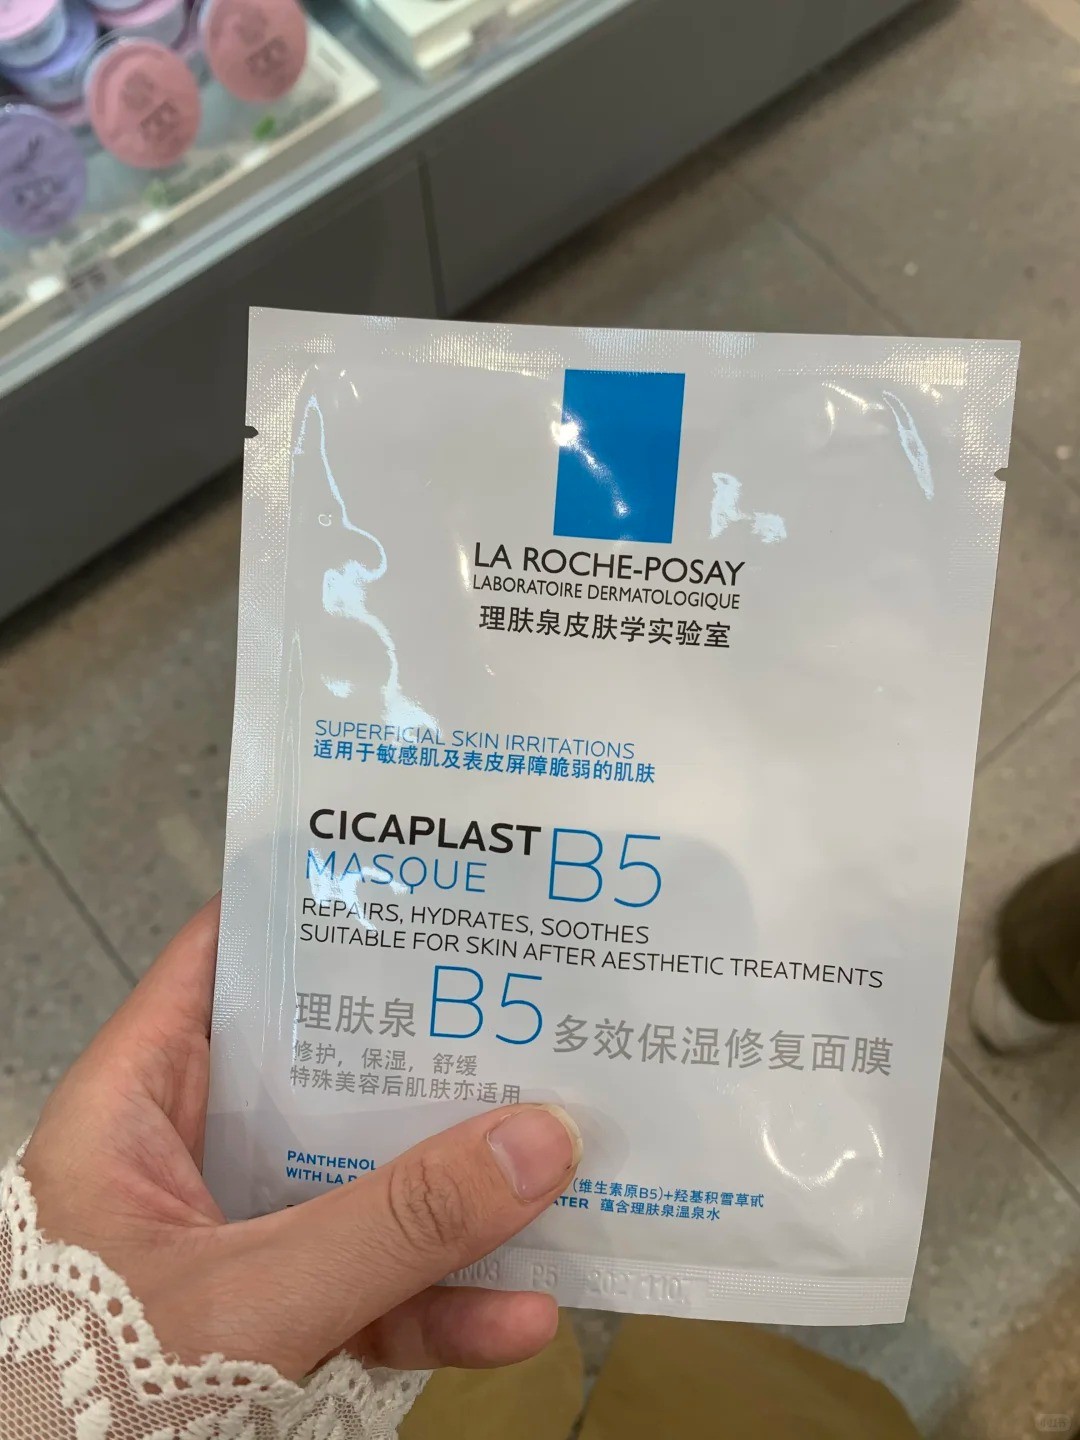 LA ROCHE-POSAY
LABORATOIRE DERMATOLOGIQUE
理肤泉皮肤学实验室
SUPERFICIAL SKIN IRRITATIONS
适用于敏感肌及表皮屏障脆弱的肌肤
CICAPLAST B5
MASQUE
REPAIRS, HYDRATES, SOOTHES
SUITABLE FOR SKIN AFTER AESTHETIC TREATMENTS
理肤泉B5多效保湿修复面膜
修护，保湿，舒缓
特殊美容后肌肤亦适用
PANTHENOL (维生素原B5)+羟基积雪草甙
WITH LA ATER 蕴含理肤泉温泉水